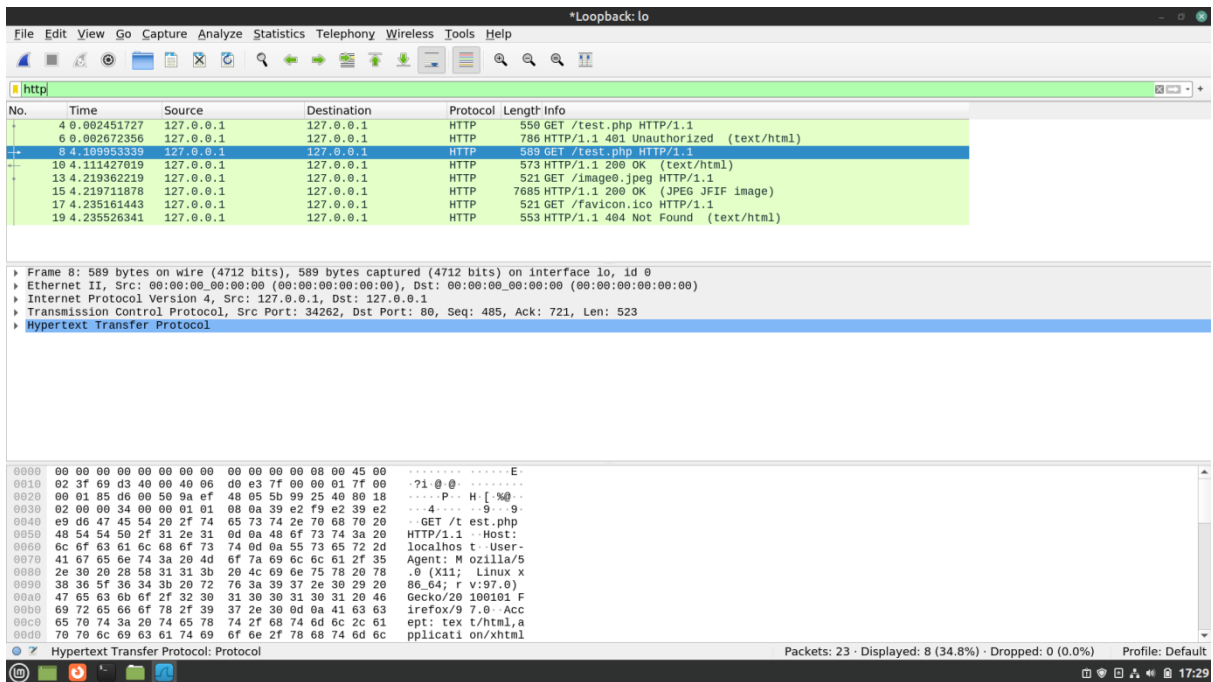 *Loopback: lo
File Edit View Go Capture Analyze Statistics Telephony Wireless Tools Help
http
No. Time Source Destination Protocol Length Info
4 0.002451727 127.0.0.1 127.0.0.1 HTTP 550 GET /test.php HTTP/1.1
6 0.002672356 127.0.0.1 127.0.0.1 HTTP 786 HTTP/1.1 401 Unauthorized (text/html)
8 4.109953339 127.0.0.1 127.0.0.1 HTTP 589 GET /test.php HTTP/1.1
10 4.111427019 127.0.0.1 127.0.0.1 HTTP 573 HTTP/1.1 200 OK (text/html)
13 4.219362219 127.0.0.1 127.0.0.1 HTTP 521 GET /image0.jpeg HTTP/1.1
15 4.219711878 127.0.0.1 127.0.0.1 HTTP 7685 HTTP/1.1 200 OK (JPEG JFIF image)
17 4.235161443 127.0.0.1 127.0.0.1 HTTP 521 GET /favicon.ico HTTP/1.1
19 4.235526341 127.0.0.1 127.0.0.1 HTTP 553 HTTP/1.1 404 Not Found (text/html)
Frame 8: 589 bytes on wire (4712 bits), 589 bytes captured (4712 bits) on interface lo, id 0
Ethernet II, Src: 00:00:00_00:00:00 (00:00:00:00:00:00), Dst: 00:00:00_00:00:00 (00:00:00:00:00:00)
Internet Protocol Version 4, Src: 127.0.0.1, Dst: 127.0.0.1
Transmission Control Protocol, Src Port: 34262, Dst Port: 80, Seq: 485, Ack: 721, Len: 523
Hypertext Transfer Protocol
0000 00 00 00 00 00 00 00 00 00 00 00 00 08 00 45 00 ········ ······E·
0010 02 3f 69 d3 40 00 40 06 d0 e3 7f 00 00 01 7f 00 ·?i·@·@· ········
0020 00 01 85 d6 00 50 9a ef 48 05 5b 99 25 40 80 18 ·····P·· H·[·%@··
0030 02 00 00 34 00 00 01 01 08 0a 39 e2 f9 e2 39 e2 ···4···· ··9···9·
0040 e9 d6 47 45 54 20 2f 74 65 73 74 2e 70 68 70 20 ··GET /t est.php
0050 48 54 54 50 2f 31 2e 31 0d 0a 48 6f 73 74 3a 20 HTTP/1.1 ··Host:
0060 6c 6f 63 61 6c 68 6f 73 74 0d 0a 55 73 65 72 2d localhos t··User-
0070 41 67 65 6e 74 3a 20 4d 6f 7a 69 6c 6c 61 2f 35 Agent: M ozilla/5
0080 2e 30 20 28 58 31 31 3b 20 4c 69 6e 75 78 20 78 .0 (X11; Linux x
0090 38 36 5f 36 34 3b 20 72 76 3a 39 37 2e 30 29 20 86_64; r v:97.0)
00a0 47 65 63 6b 6f 2f 32 30 31 30 30 31 30 31 20 46 Gecko/20 100101 F
00b0 69 72 65 66 6f 78 2f 39 37 2e 30 0d 0a 41 63 63 irefox/9 7.0··Acc
00c0 65 70 74 3a 20 74 65 78 74 2f 68 74 6d 6c 2c 61 ept: tex t/html,a
00d0 70 70 6c 69 63 61 74 69 6f 6e 2f 78 68 74 6d 6c pplicati on/xhtml
Hypertext Transfer Protocol: Protocol Packets: 23 · Displayed: 8 (34.8%) · Dropped: 0 (0.0%) Profile: Default
17:29